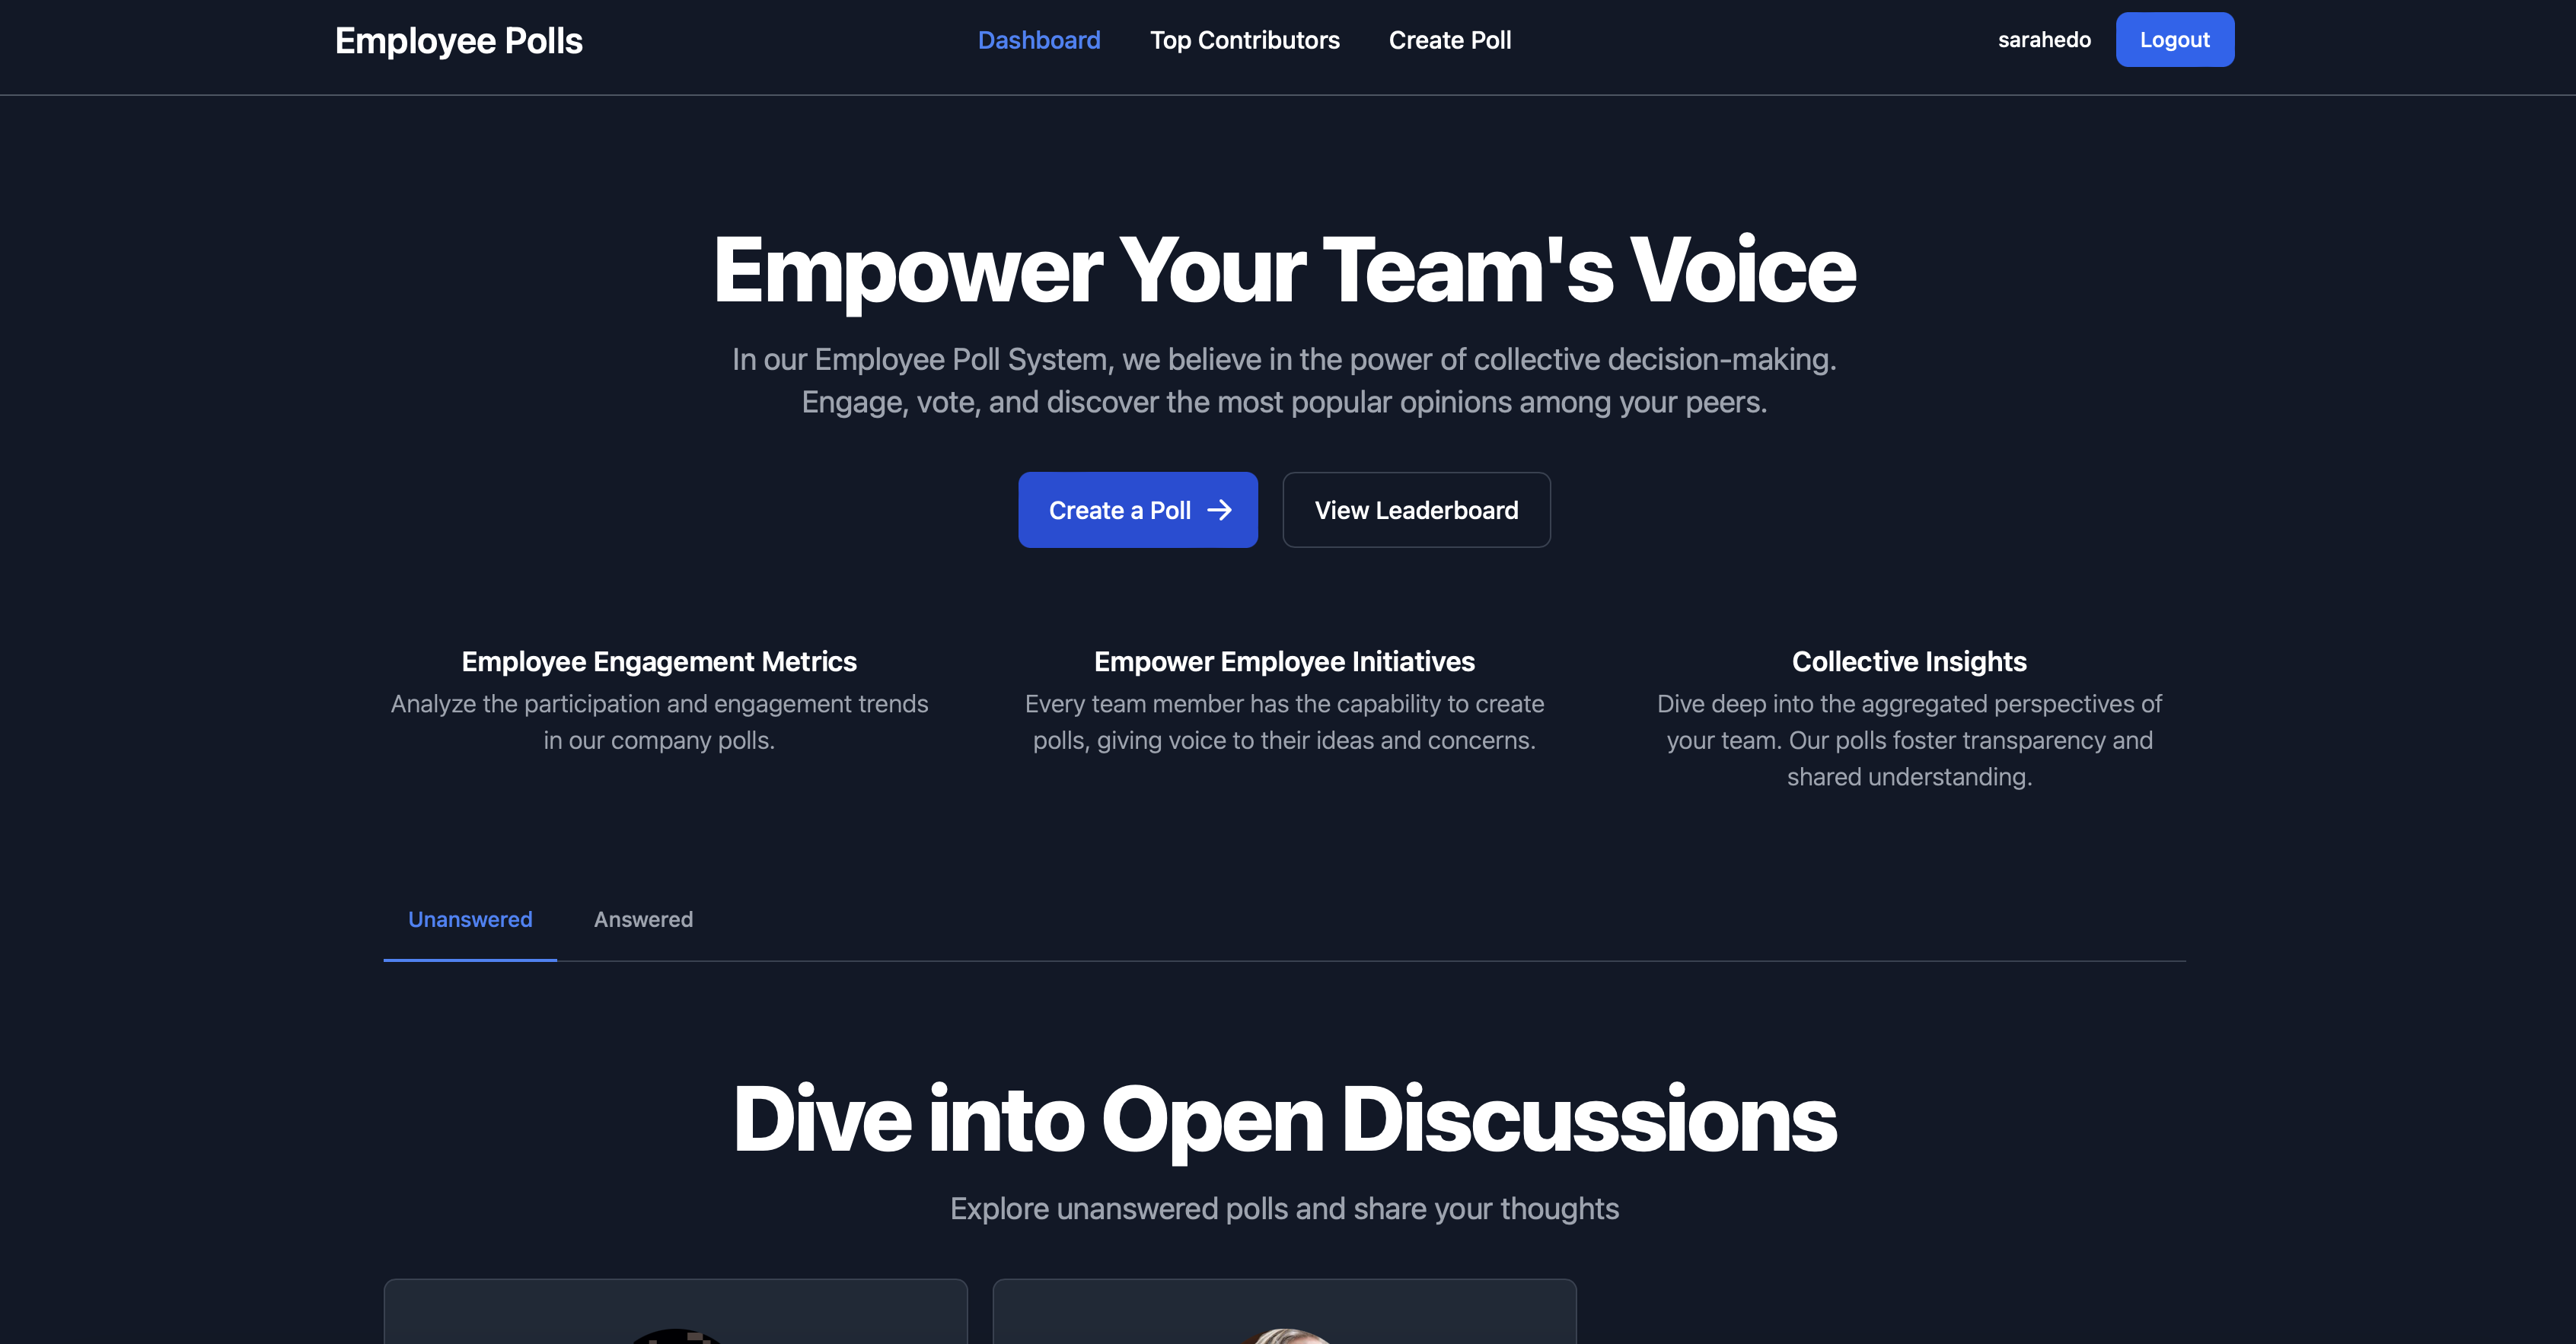 Employee Polls
Dashboard
Top Contributors
Create Poll
sarahedo
Logout
Empower Your Team's Voice
In our Employee Poll System, we believe in the power of collective decision-making.
Engage, vote, and discover the most popular opinions among your peers.
Create a Poll
View Leaderboard
Employee Engagement Metrics
Analyze the participation and engagement trends
in our company polls.
Empower Employee Initiatives
Every team member has the capability to create
polls, giving voice to their ideas and concerns.
Collective Insights
Dive deep into the aggregated perspectives of
your team. Our polls foster transparency and
shared understanding.
Unanswered
Answered
Dive into Open Discussions
Explore unanswered polls and share your thoughts